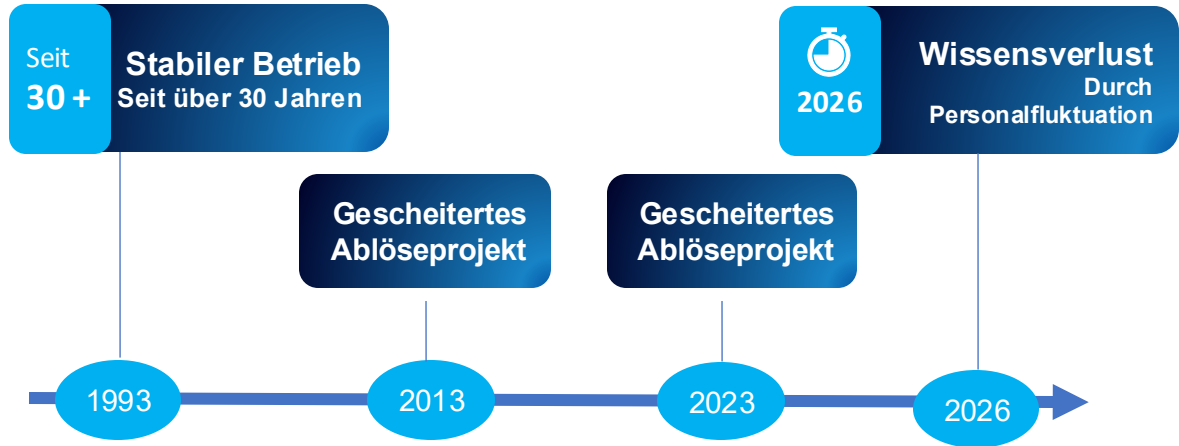 Seit
30 +
Stabiler Betrieb
Seit über 30 Jahren
2026
Wissensverlust
Durch
Personalfluktuation
Gescheitertes
Ablöseprojekt
Gescheitertes
Ablöseprojekt
1993
2013
2023
2026